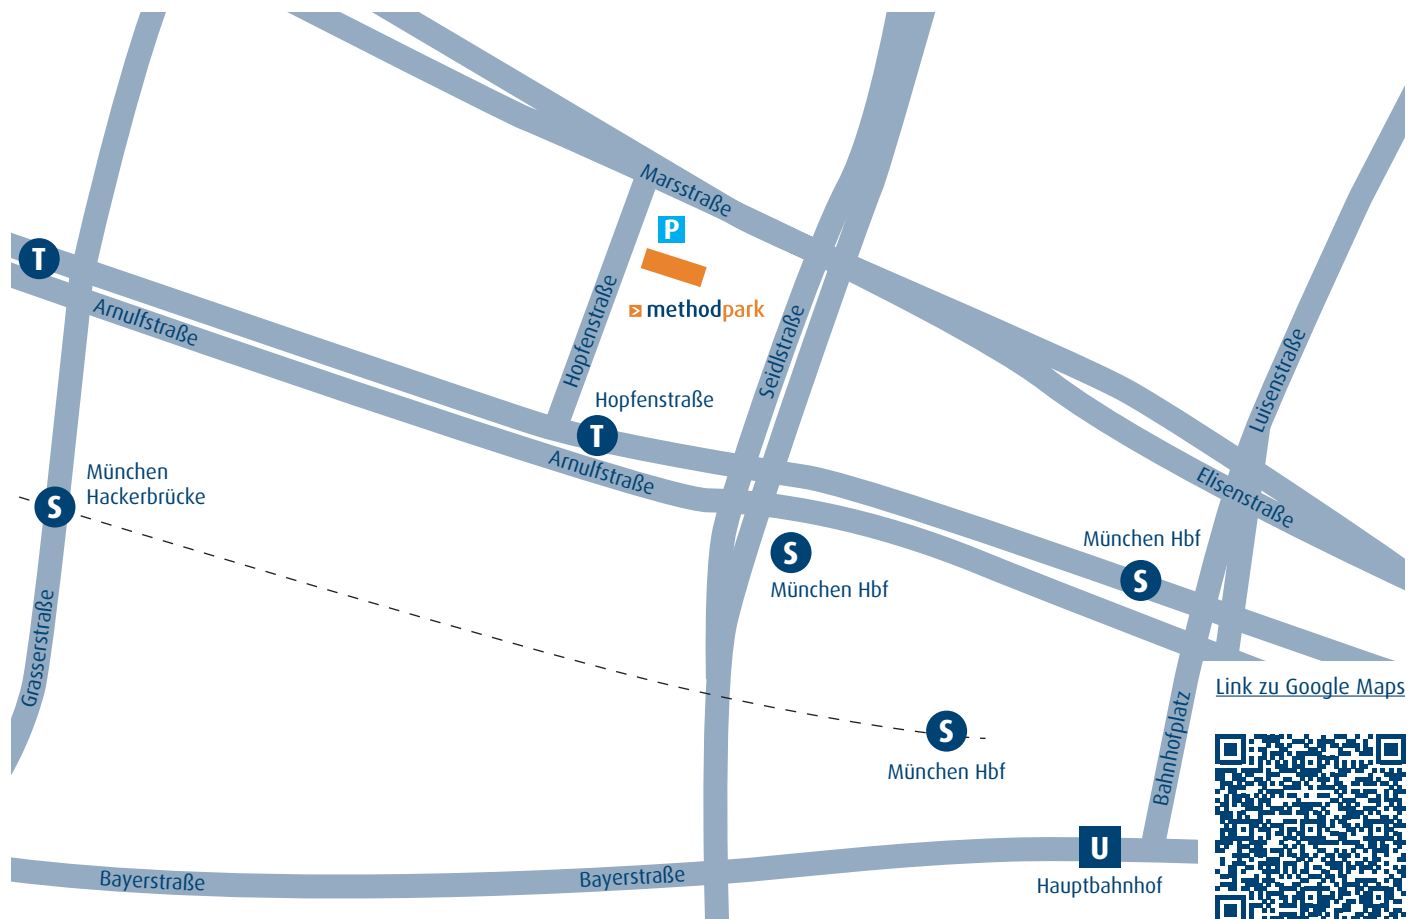 Marsstraße
P
T
Hopfenstraße
methodpark
Seidlstraße
Arnulfstraße
Luisenstraße
Hopfenstraße
T
Arnulfstraße
München
Hackerbrücke
S
Elisenstraße
München Hbf
S
S
München Hbf
Grasserstraße
Link zu Google Maps
Bahnhofplatz
S
München Hbf
U
Hauptbahnhof
Bayerstraße
Bayerstraße